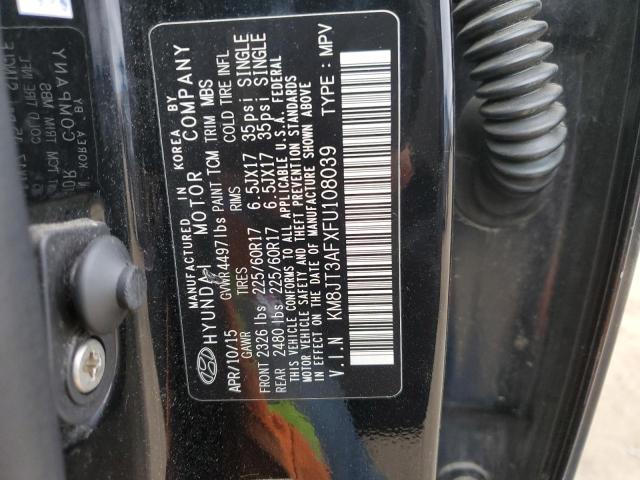 MANUFACTURED IN KOREA BY
HYUNDAI MOTOR COMPANY
APR/10/15 GVWR 4497 lbs PAINT TCM TRIM MBS
GAWR TIRES RIMS COLD TIRE INFL
FRONT 2326 lbs 225/60R17 6.5JX17 35psi SINGLE
REAR 2480 lbs 225/60R17 6.5JX17 35psi SINGLE
THIS VEHICLE CONFORMS TO ALL APPLICABLE U.S.A. FEDERAL
MOTOR VEHICLE SAFETY AND THEFT PREVENTION STANDARDS
IN EFFECT ON THE DATE OF MANUFACTURE SHOWN ABOVE
V.I.N KM8JT3AFXFU108039 TYPE : MPV